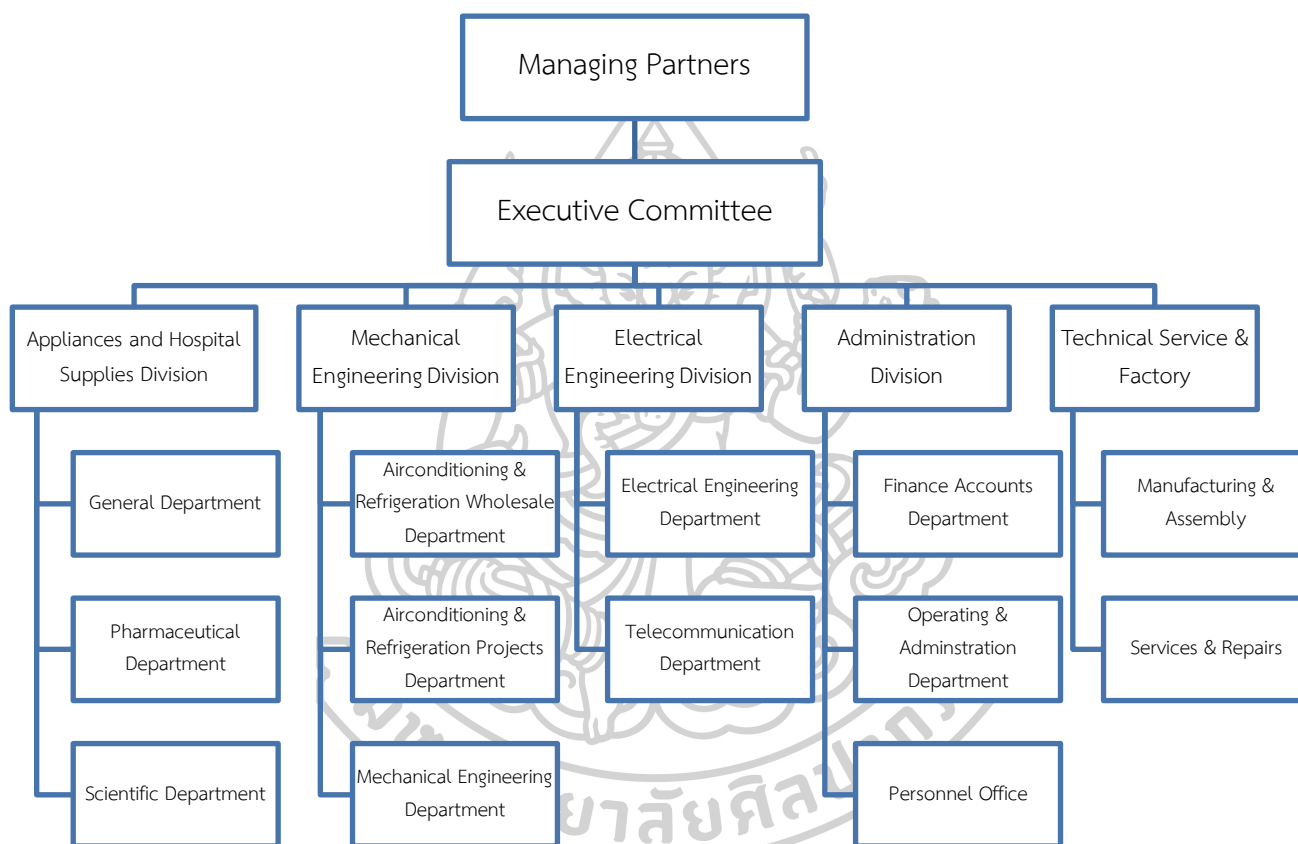 Managing Partners
Executive Committee
Appliances and Hospital
Supplies Division
Mechanical
Engineering Division
Electrical
Engineering Division
Administration
Division
Technical Service &
Factory
General Department
Airconditioning &
Refrigeration Wholesale
Department
Electrical Engineering
Department
Finance Accounts
Department
Manufacturing &
Assembly
Pharmaceutical
Department
Airconditioning &
Refrigeration Projects
Department
Telecommunication
Department
Operating &
Adminstration
Department
Services & Repairs
Scientific Department
Mechanical Engineering
Department
Personnel Office
ยาลัยศิลปากร